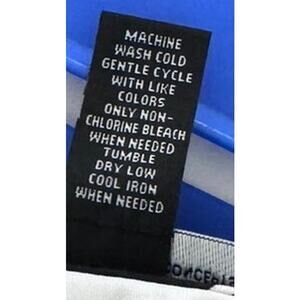 MACHINE
WASH COLD
GENTLE CYCLE
WITH LIKE
COLORS
ONLY NON-
CHLORINE BLEACH
WHEN NEEDED
TUMBLE
DRY LOW
COOL IRON
WHEN NEEDED